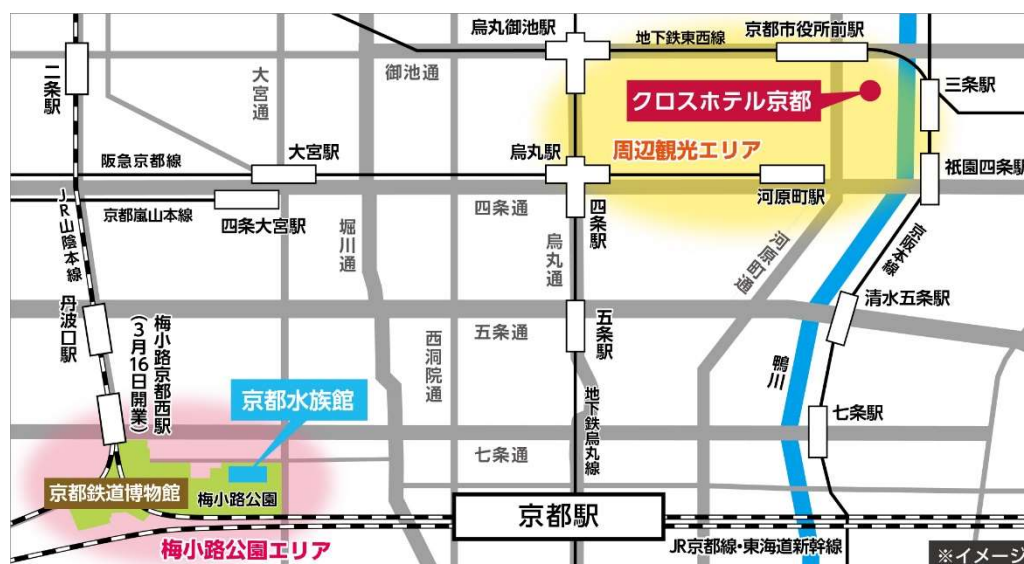 烏丸御池駅
地下鉄東西線
京都市役所前駅
二条駅
大宮通
御池通
クロスホテル京都
三条駅
阪急京都線
大宮駅
烏丸駅
周辺観光エリア
祇園四条駅
河原町駅
京都嵐山本線
四条大宮駅
四条通
四条駅
JR山陰本線
堀川通
烏丸通
河原町通
京阪本線
清水五条駅
丹波口駅
梅小路京都西駅
(3月16日開業)
五条通
五条駅
西洞院通
鴨川
京都水族館
地下鉄烏丸線
七条駅
七条通
京都鉄道博物館
梅小路公園
京都駅
梅小路公園エリア
JR京都線・東海道新幹線
※イメージ